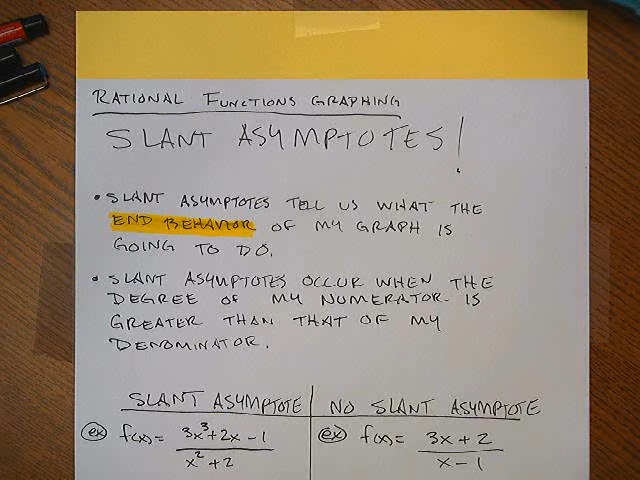 RATIONAL FUNCTIONS GRAPHING
SLANT ASYMPTOTES!
• SLANT ASYMPTOTES TELL US WHAT THE
END BEHAVIOR OF MY GRAPH IS
GOING TO DO.
• SLANT ASYMPTOTES OCCUR WHEN THE
DEGREE OF MY NUMERATOR IS
GREATER THAN THAT OF MY
DENOMINATOR.
SLANT ASYMPTOTE
ex f(x) = 3x³+2x-1
x²+2
NO SLANT ASYMPTOTE
ex f(x) = 3x+2
x-1